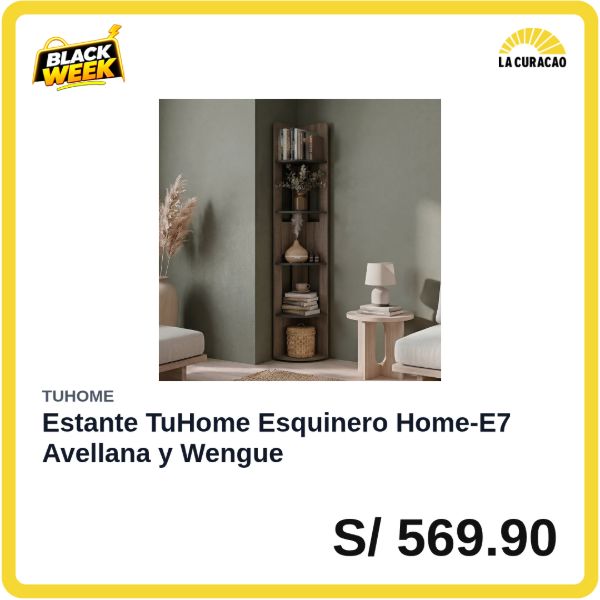 BLACK
WEEK
LA CURACAO
TUHOME
Estante TuHome Esquinero Home-E7
Avellana y Wengue
S/ 569.90